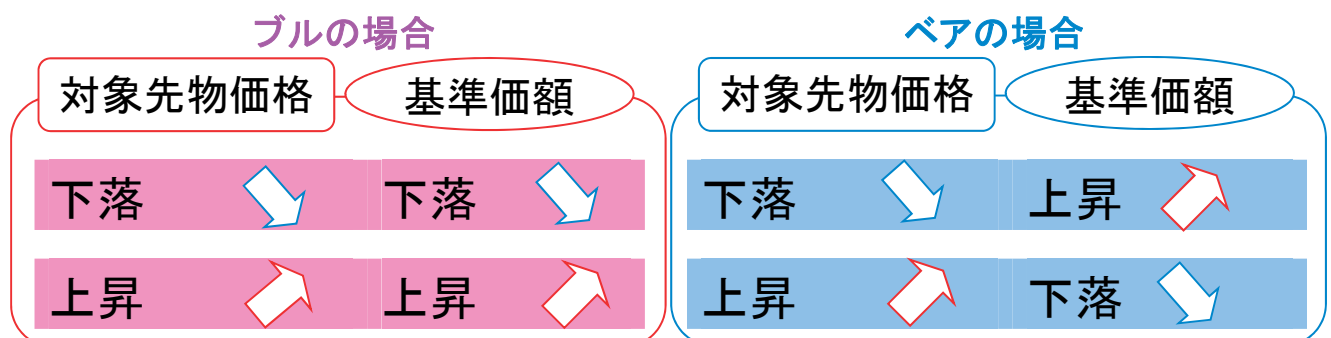 ブルの場合
対象先物価格 基準価額
下落 下落
上昇 上昇
ベアの場合
対象先物価格 基準価額
下落 上昇
上昇 下落